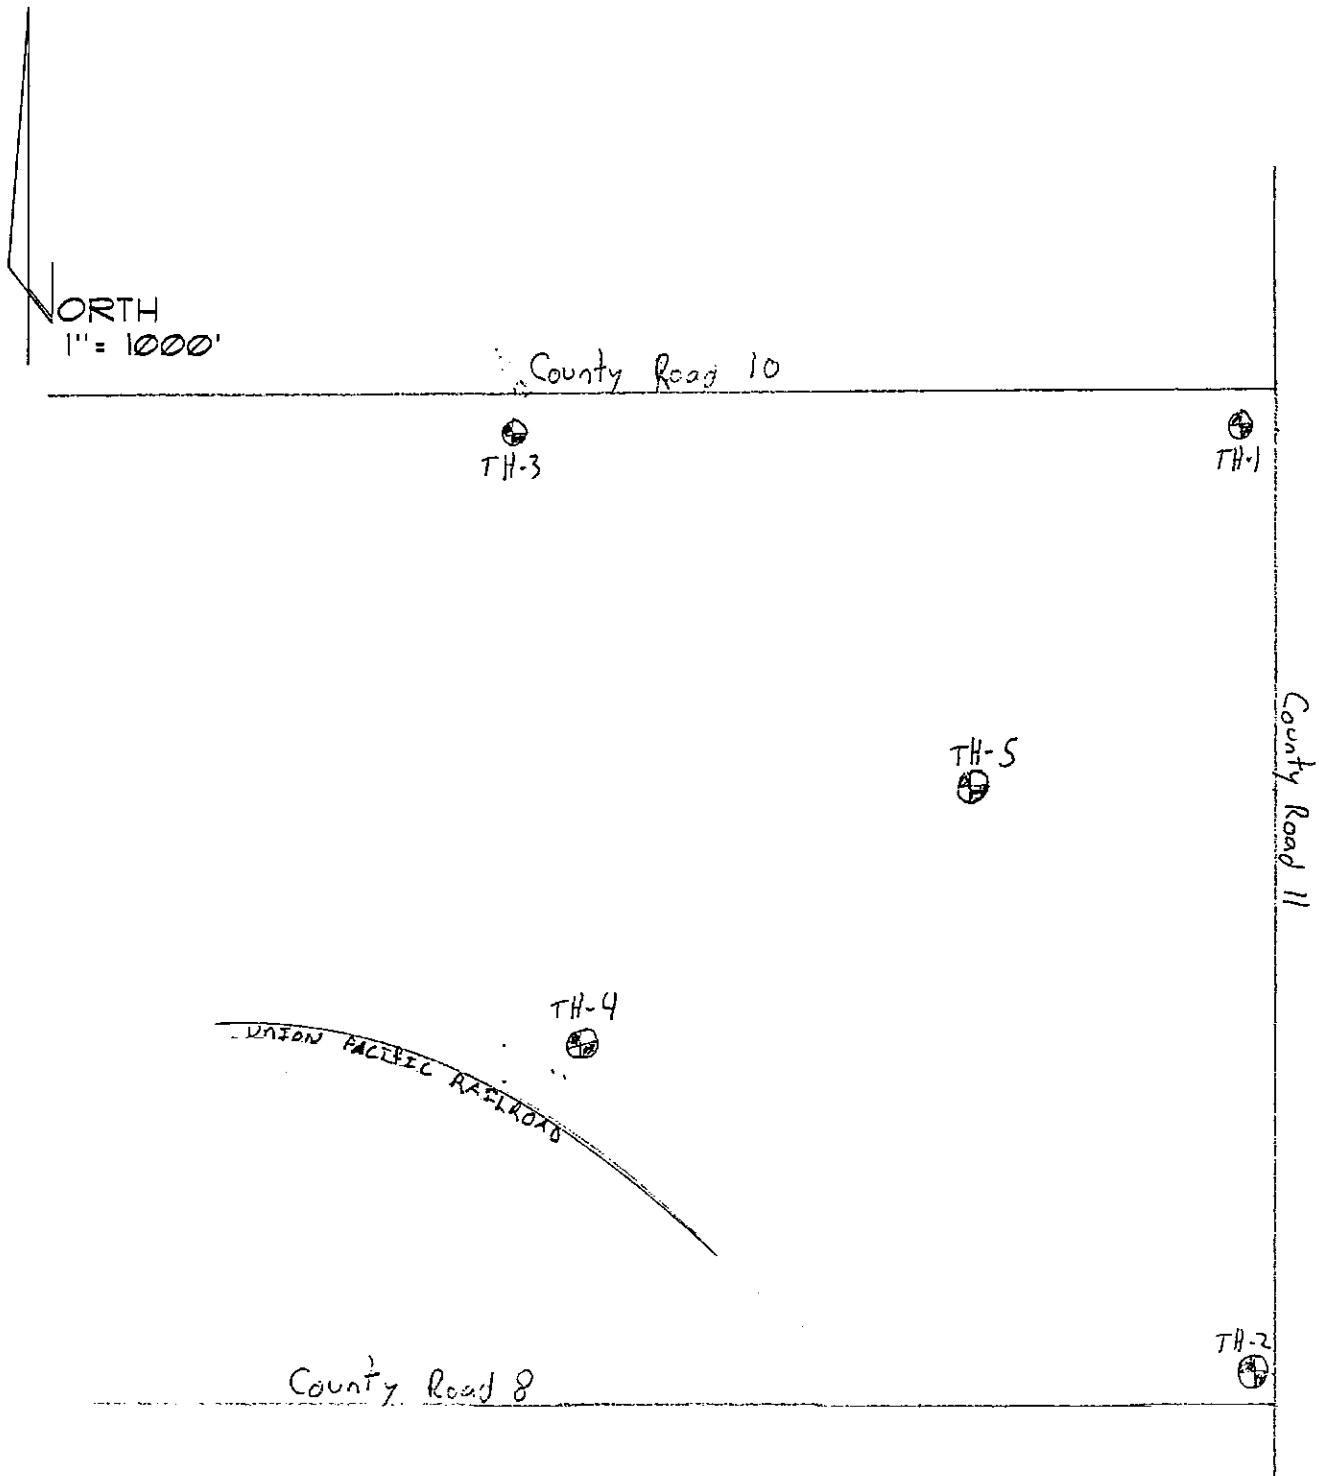 NORTH
1" = 1000'
County Road 10
TH-3
TH-1
County Road 11
TH-5
TH-4
UNION PACIFIC RAILROAD
TH-2
County Road 8